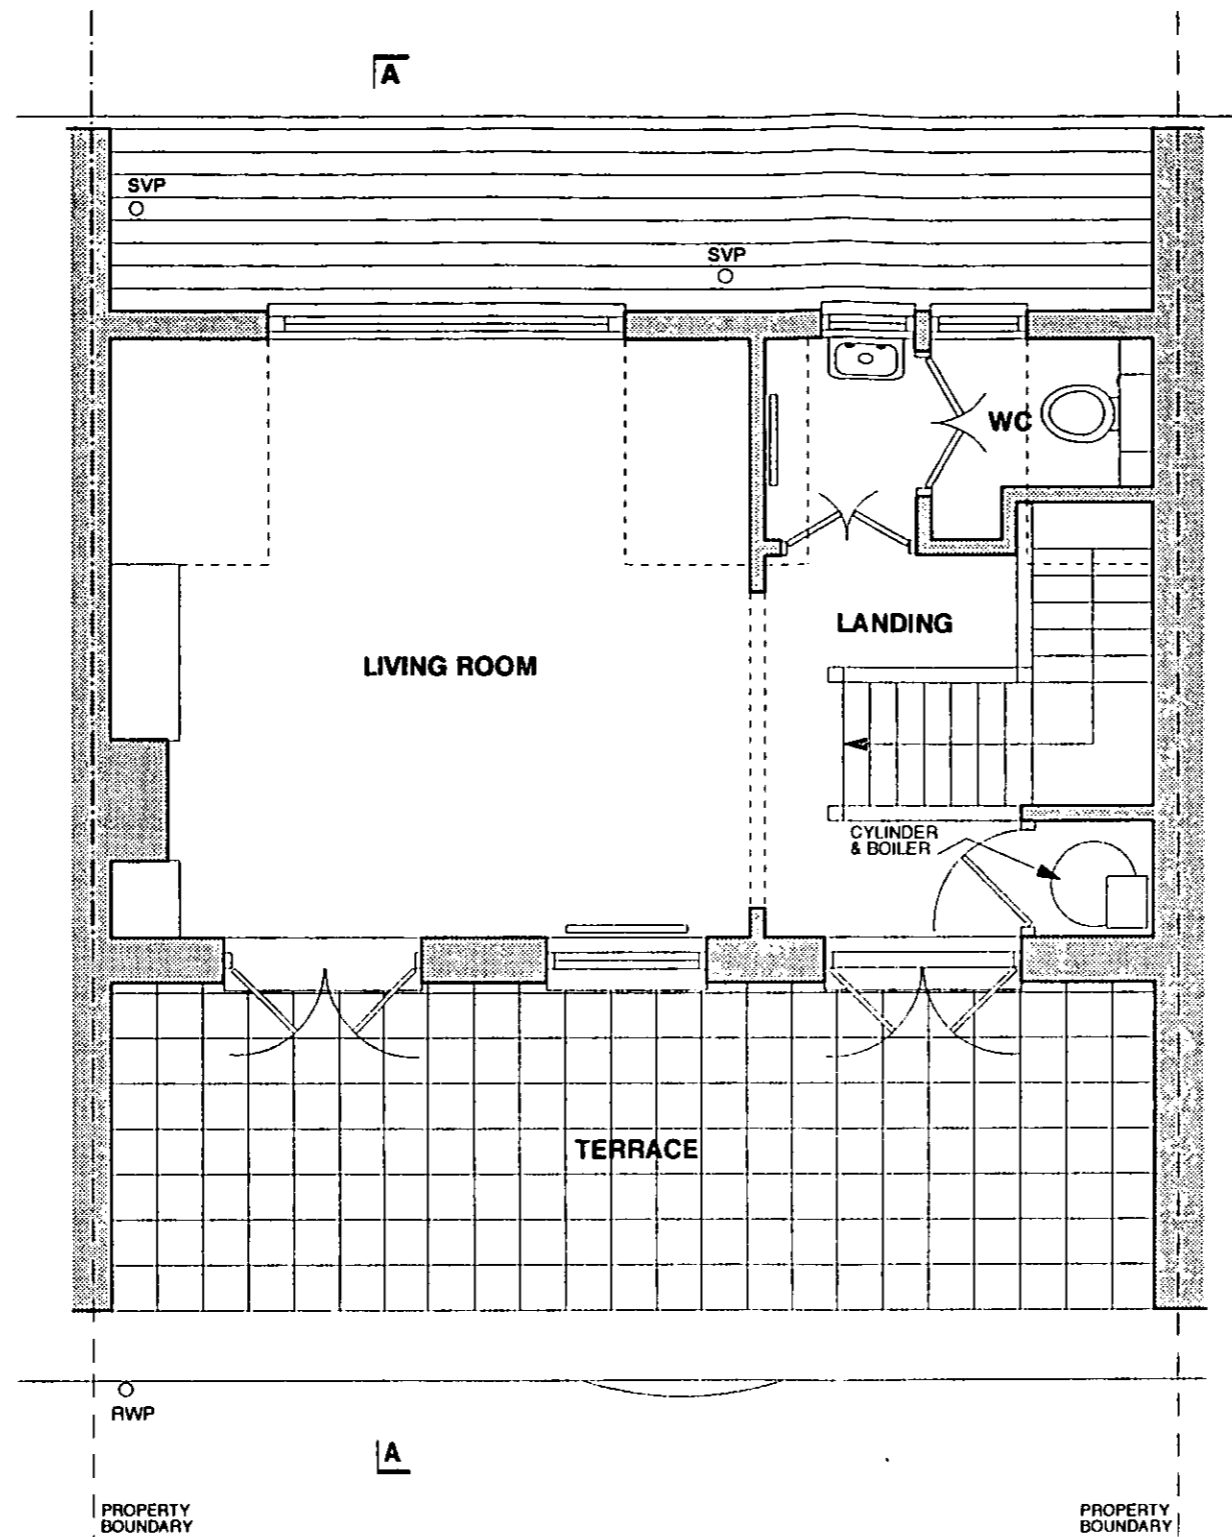 A
SVP
SVP
WC
LANDING
LIVING ROOM
CYLINDER
& BOILER
TERRACE
RWP
A
PROPERTY
BOUNDARY
PROPERTY
BOUNDARY